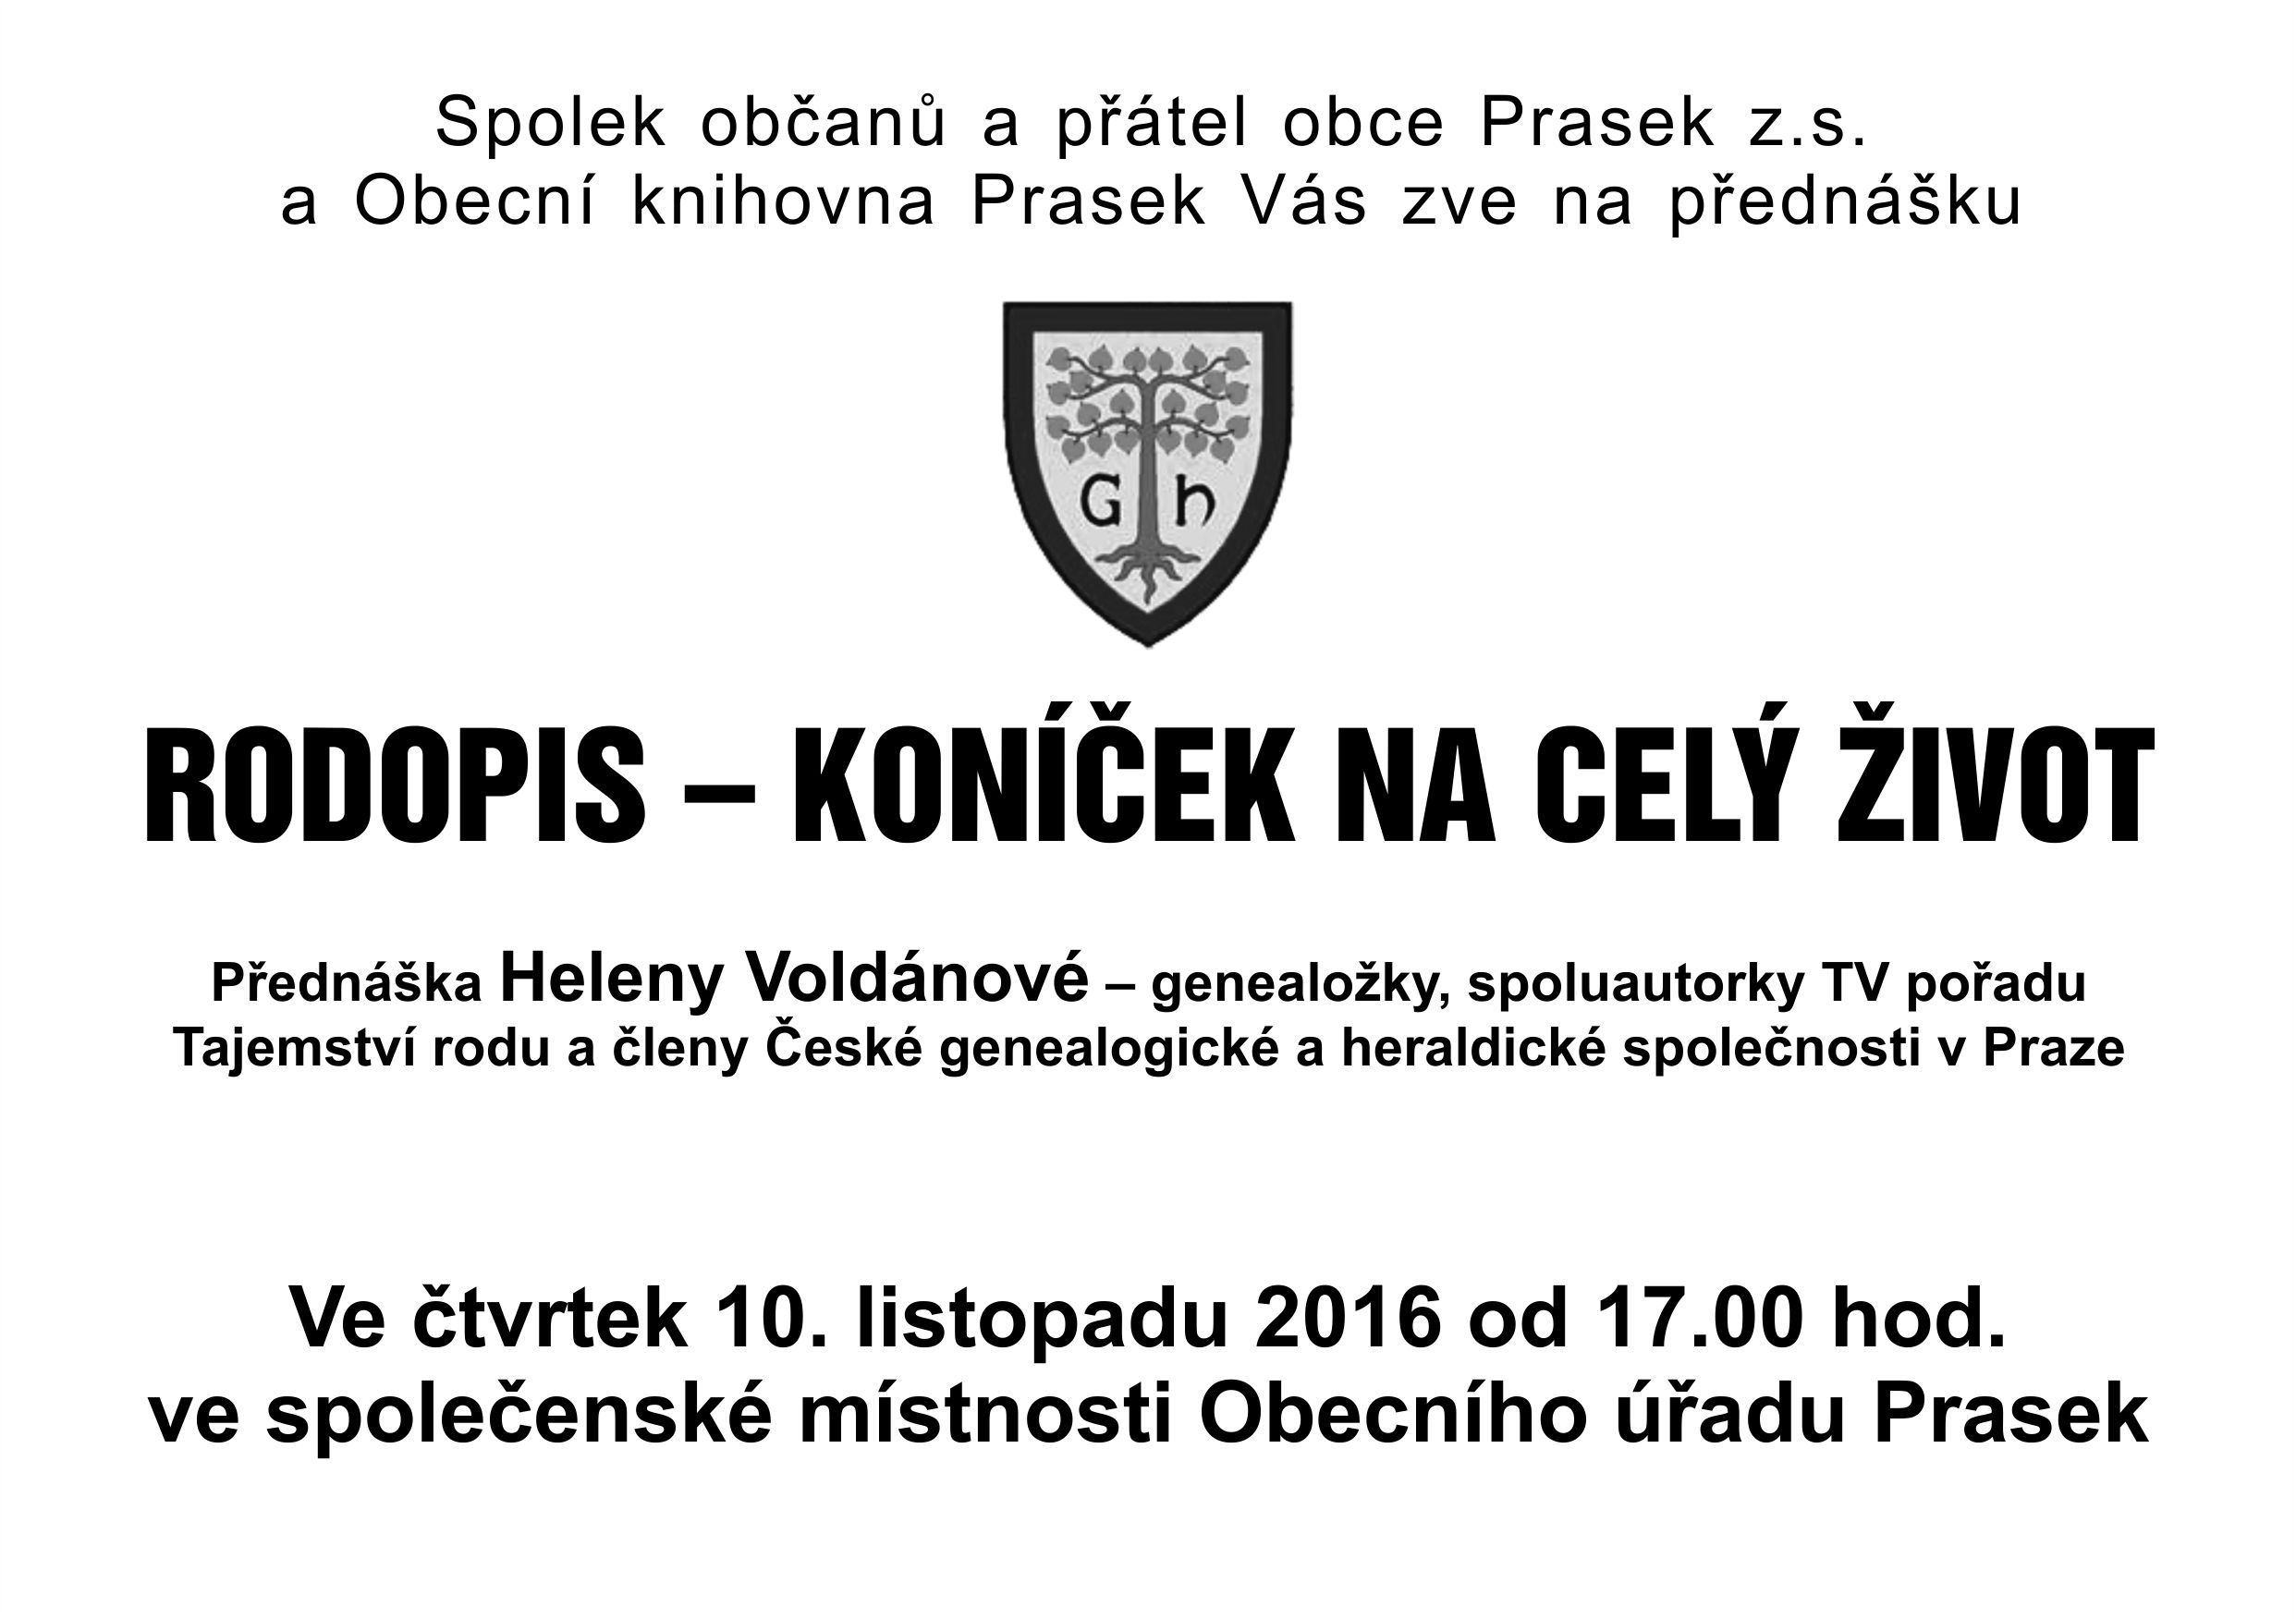 Spolek občanů a přátel obce Prasek z.s.
a Obecní knihovna Prasek Vás zve na přednášku
G h
RODOPIS – KONÍČEK NA CELÝ ŽIVOT
Přednáška Heleny Voldánové – genealožky, spoluautorky TV pořadu
Tajemství rodu a členy České genealogické a heraldické společnosti v Praze
Ve čtvrtek 10. listopadu 2016 od 17.00 hod.
ve společenské místnosti Obecního úřadu Prasek